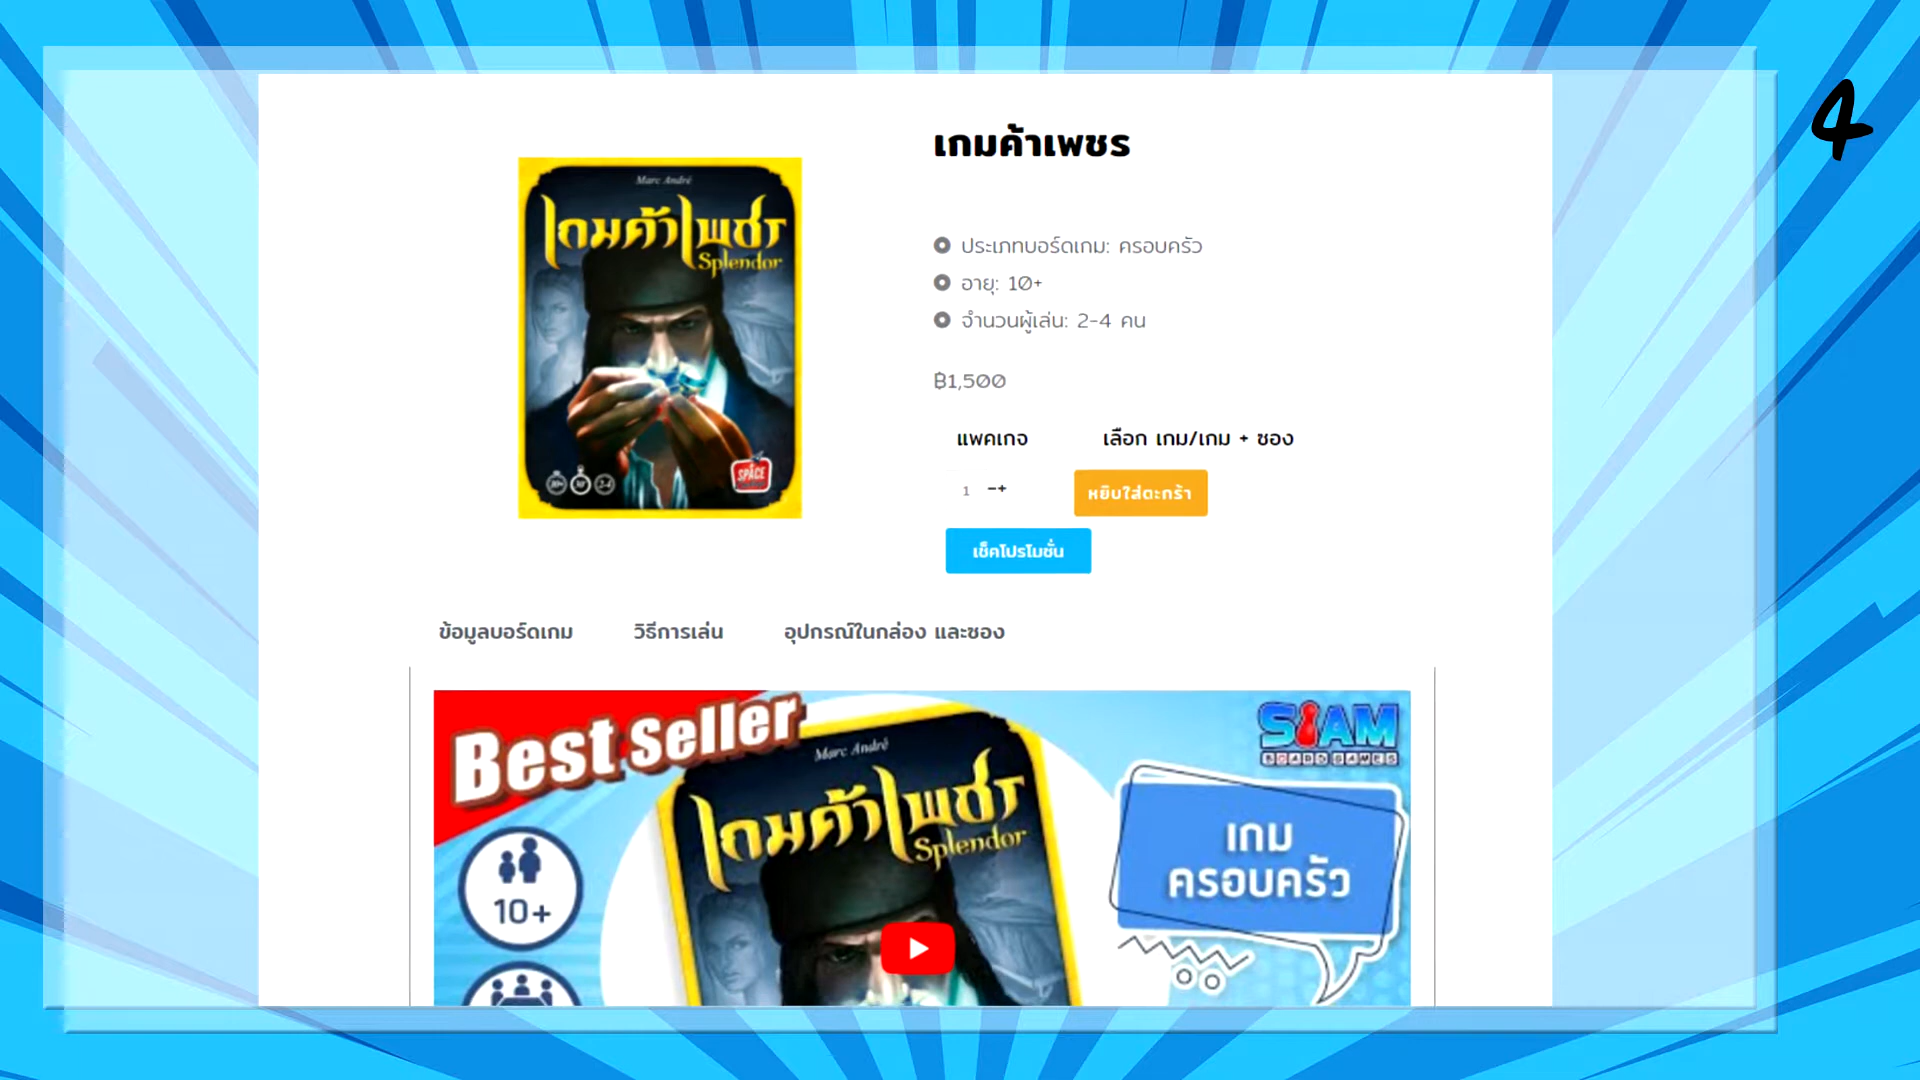 4
เกมค้าเพชร
Marc André
เกมค้าเพชร
Splendor
10+
30'
2-4
SPACE
ประเภทบอร์ดเกม: ครอบครัว
อายุ: 10+
จำนวนผู้เล่น: 2-4 คน
฿1,500
แพคเกจ
เลือก เกม/เกม + ซอง
1 -+
หยิบใส่ตะกร้า
เช็คโปรโมชั่น
ข้อมูลบอร์ดเกม
วิธีการเล่น
อุปกรณ์ในกล่อง และซอง
Best seller
Marc André
เกมค้าเพชร
Splendor
10+
SIAM
BOARDGAMES
เกม
ครอบครัว